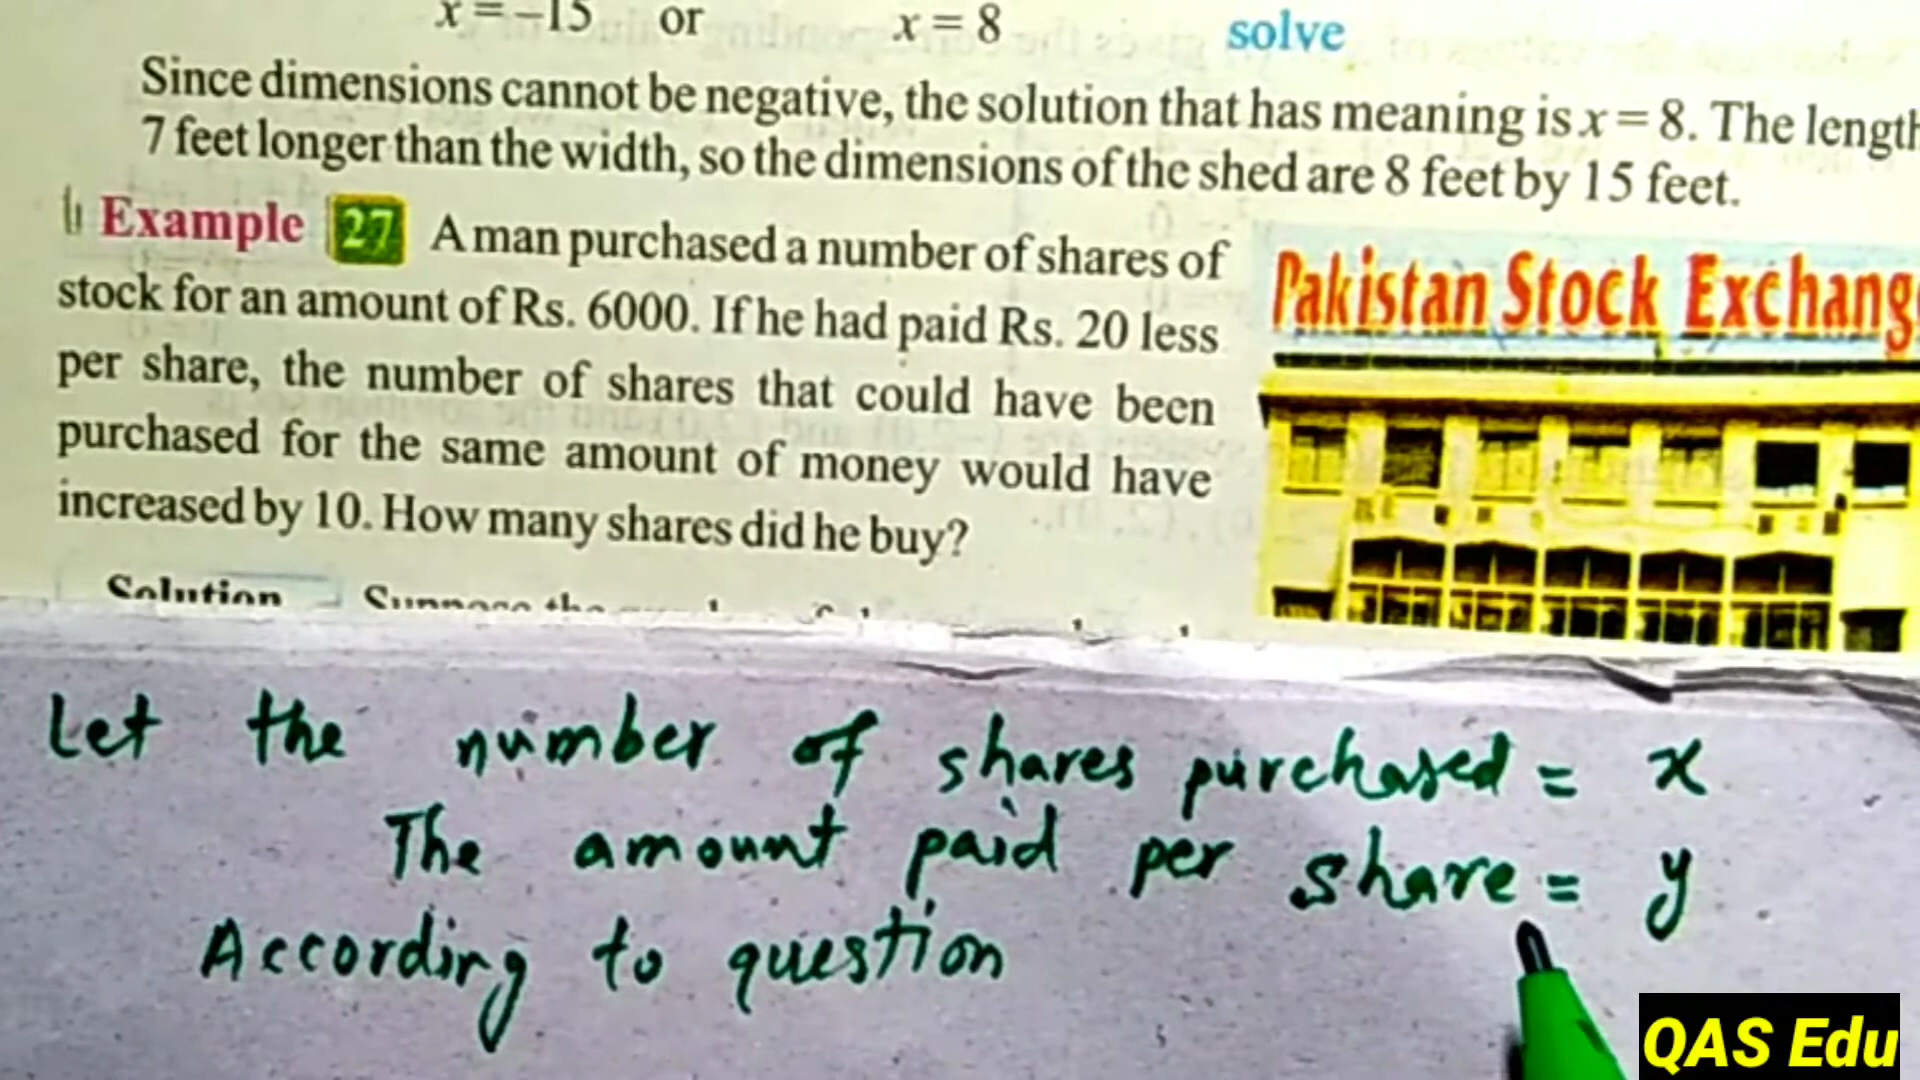 x = –15 or x = 8 solve
Since dimensions cannot be negative, the solution that has meaning is x = 8. The length
7 feet longer than the width, so the dimensions of the shed are 8 feet by 15 feet.
Example 27 A man purchased a number of shares of
stock for an amount of Rs. 6000. If he had paid Rs. 20 less
per share, the number of shares that could have been
purchased for the same amount of money would have
increased by 10. How many shares did he buy?
Pakistan Stock Exchang
Solution Suppose the
Let the number of shares purchased = x
The amount paid per share = y
According to question
QAS Edu